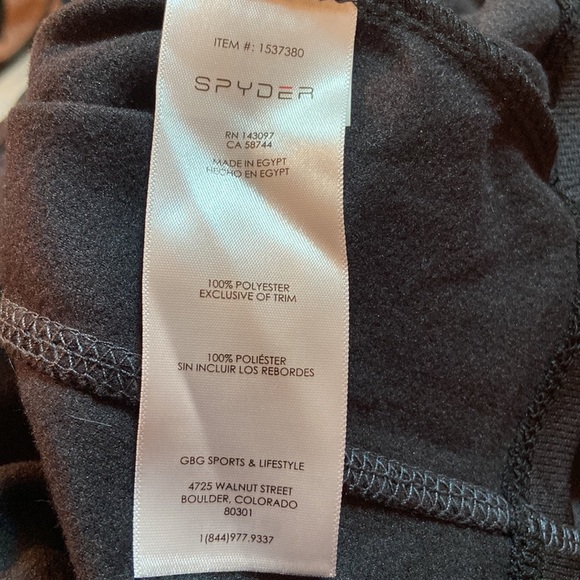 ITEM #: 1537380
SPYDER
RN 143097
CA 58744
MADE IN EGYPT
HECHO EN EGYPT
100% POLYESTER
EXCLUSIVE OF TRIM
100% POLIÉSTER
SIN INCLUIR LOS REBORDES
GBG SPORTS & LIFESTYLE
4725 WALNUT STREET
BOULDER, COLORADO
80301
1(844)977.9337